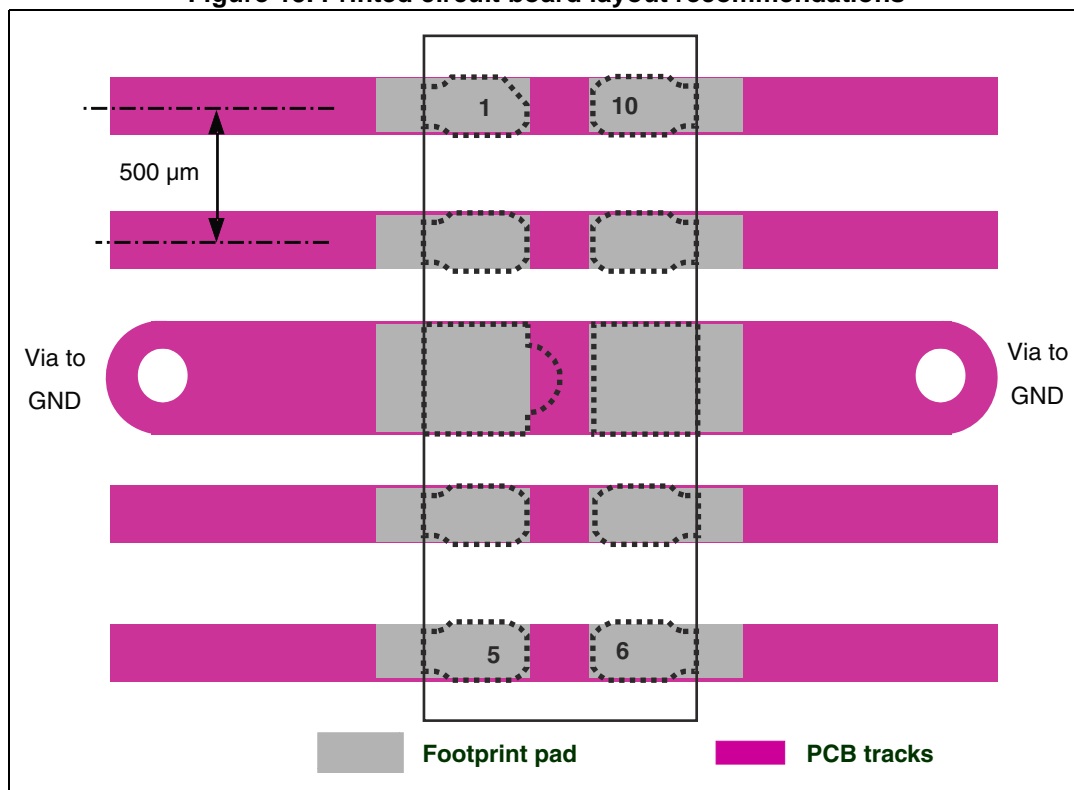 1
10
500 µm
Via to
GND
Via to
GND
5
6
Footprint pad
PCB tracks